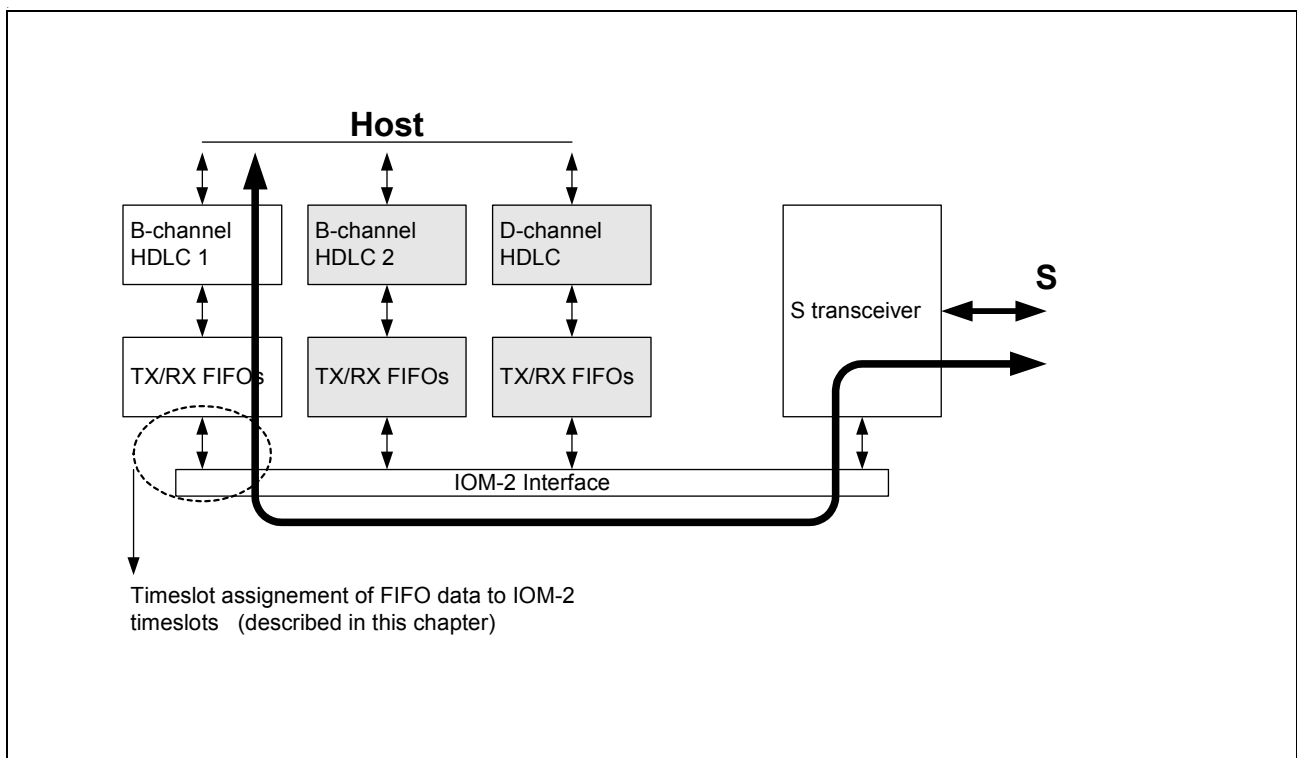 Host
B-channel
HDLC 1
B-channel
HDLC 2
D-channel
HDLC
S transceiver
S
TX/RX FIFOs
TX/RX FIFOs
TX/RX FIFOs
IOM-2 Interface
Timeslot assignement of FIFO data to IOM-2
timeslots (described in this chapter)